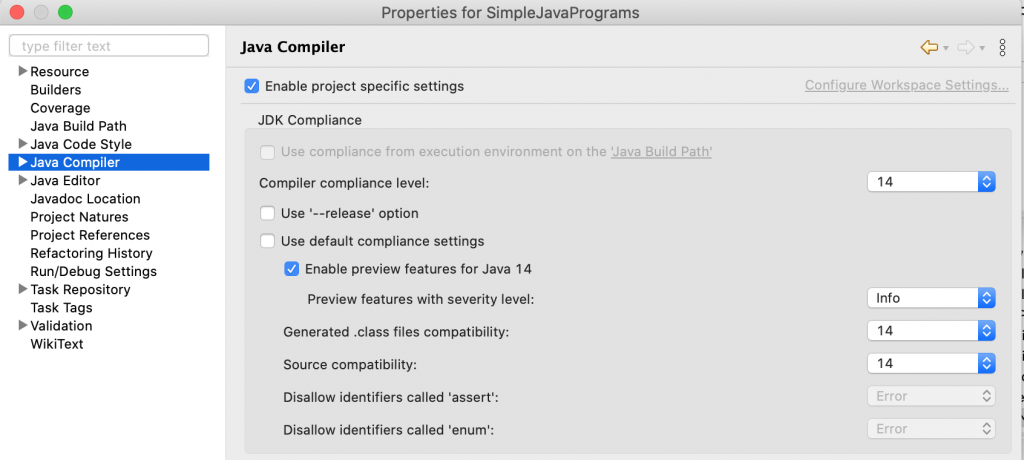 Properties for SimpleJavaPrograms
type filter text
Resource
Builders
Coverage
Java Build Path
Java Code Style
Java Compiler
Java Editor
Javadoc Location
Project Natures
Project References
Refactoring History
Run/Debug Settings
Task Repository
Task Tags
Validation
WikiText
Java Compiler
Enable project specific settings
Configure Workspace Settings...
JDK Compliance
Use compliance from execution environment on the 'Java Build Path'
Compiler compliance level: 14
Use '--release' option
Use default compliance settings
Enable preview features for Java 14
Preview features with severity level: Info
Generated .class files compatibility: 14
Source compatibility: 14
Disallow identifiers called 'assert': Error
Disallow identifiers called 'enum': Error